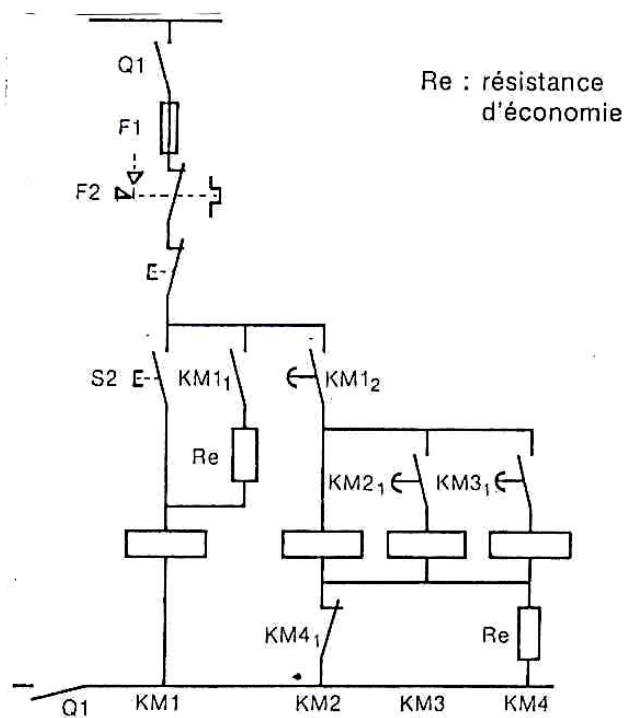 Q1
Re : résistance
d'économie
F1
F2
E
S2 E
KM1₁
KM1₂
Re
KM2₁
KM3₁
KM4₁
Re
Q1
KM1
KM2
KM3
KM4